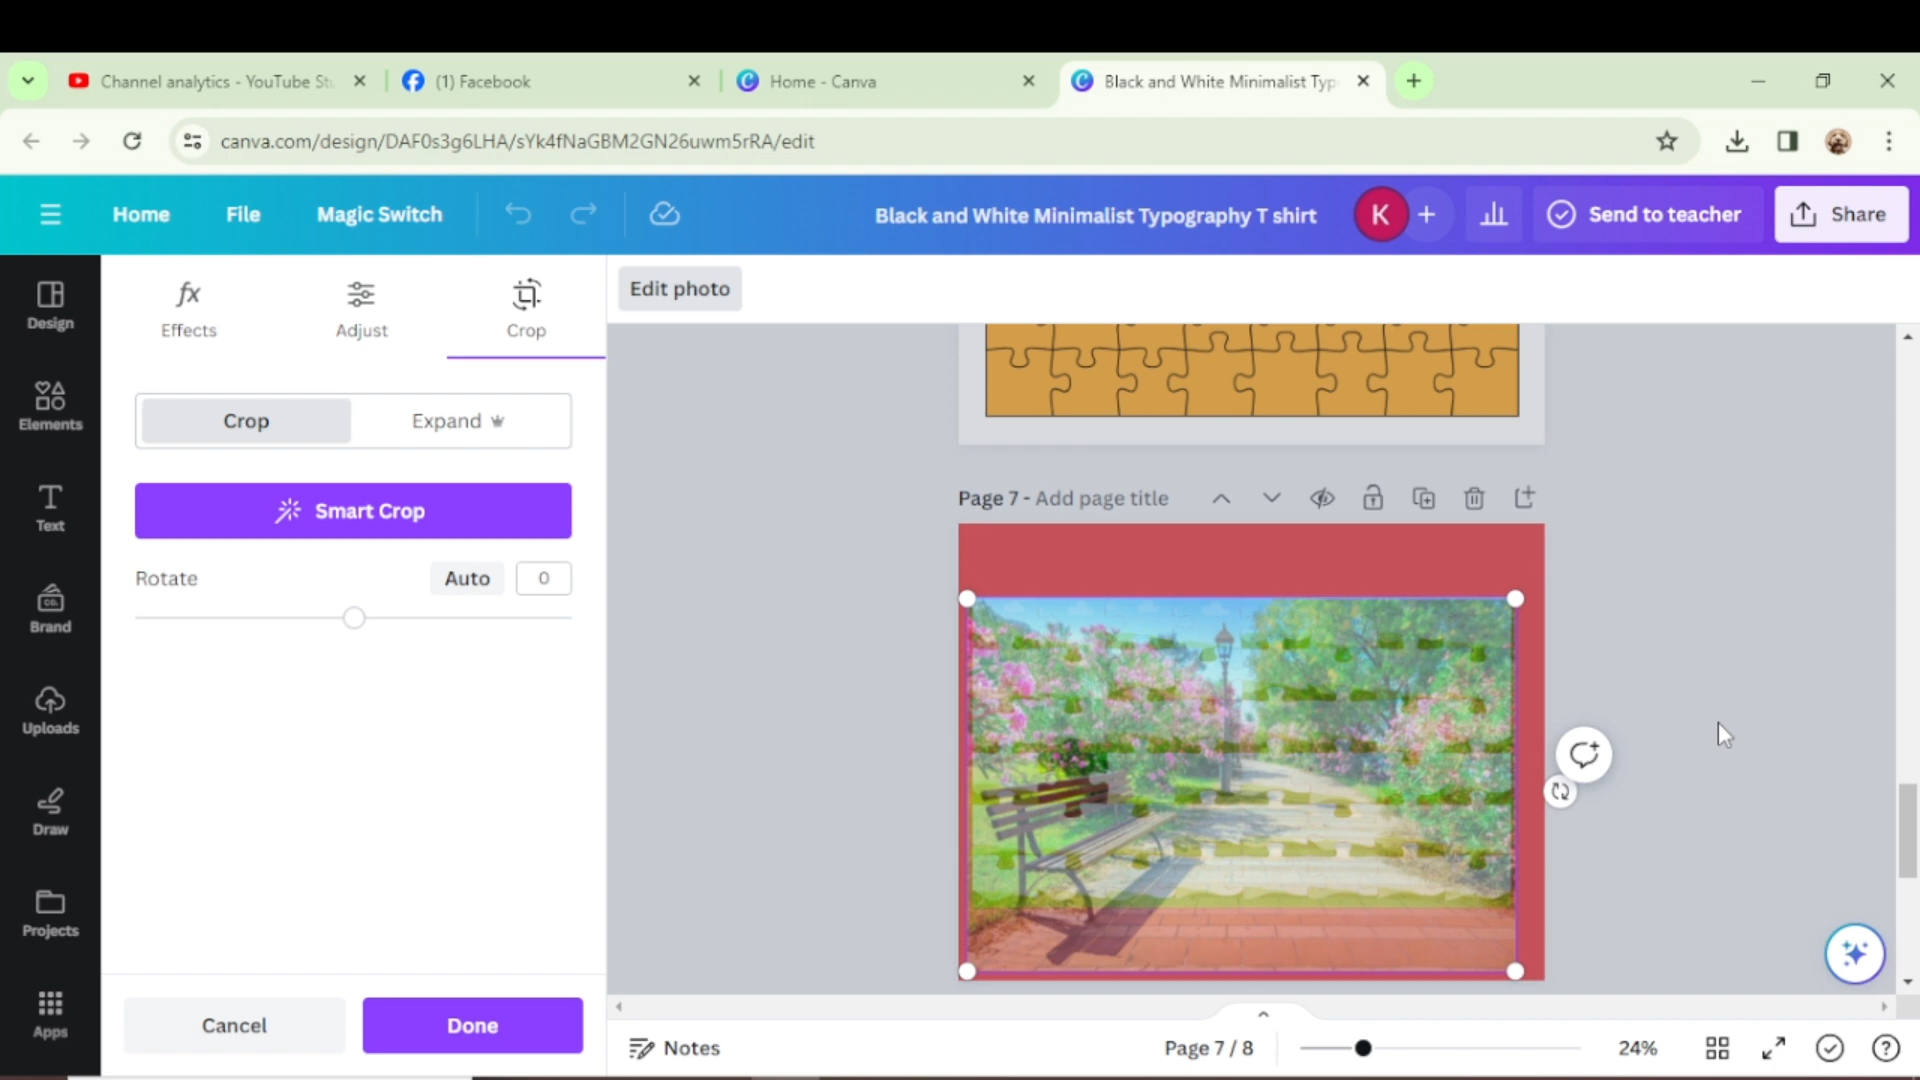 Channel analytics - YouTube Stu
(1) Facebook
Home - Canva
Black and White Minimalist Typ
canva.com/design/DAF0s3g6LHA/sYk4fNaGBM2GN26uwm5rRA/edit
Home
File
Magic Switch
Black and White Minimalist Typography T shirt
K
Send to teacher
Share
Design
Elements
Text
Brand
CO.
Uploads
Draw
Projects
Apps
fx
Effects
Adjust
Crop
Edit photo
Crop
Expand
Smart Crop
Rotate
Auto
0
Cancel
Done
Page 7 - Add page title
Notes
Page 7 / 8
24%